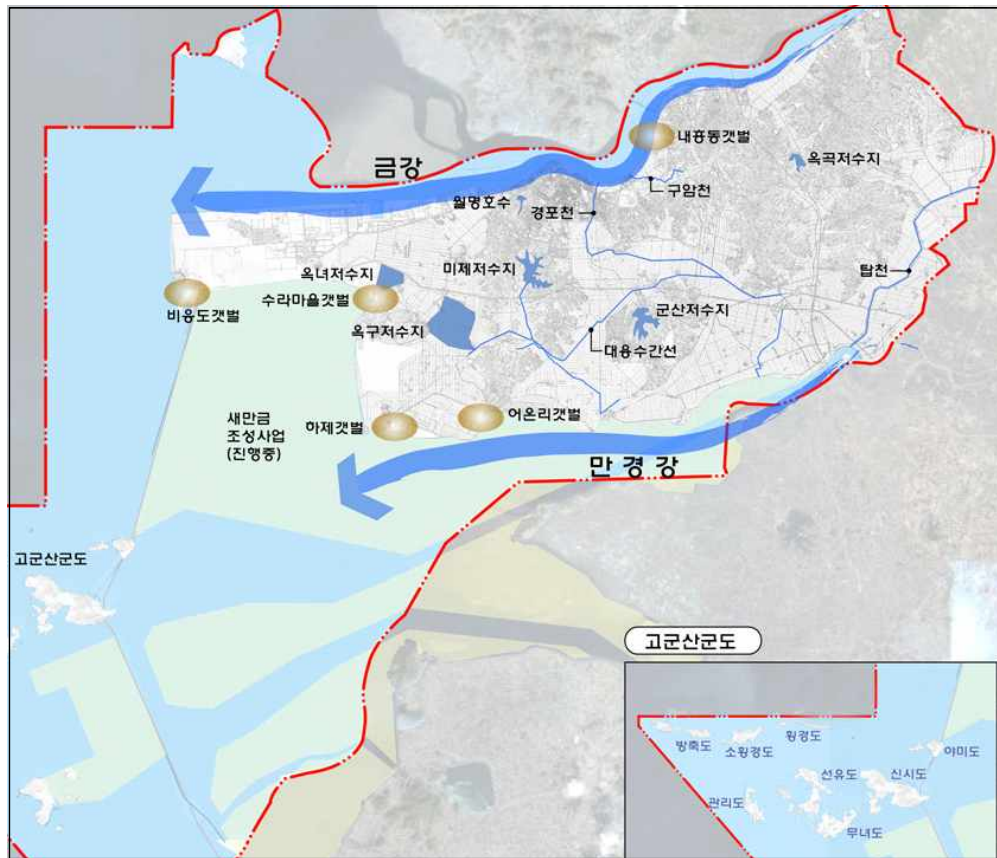 내흥동갯벌
옥곡저수지
금강
구암천
월명호수
경포천
탑천
옥녀저수지
미제저수지
수라마을갯벌
비응도갯벌
군산저수지
옥구저수지
대용수간선
어은리갯벌
새만금
조성사업
(진행중)
하제갯벌
만경강
고군산군도
고군산군도
방축도
소횡경도
횡경도
야미도
선유도
신시도
관리도
무녀도